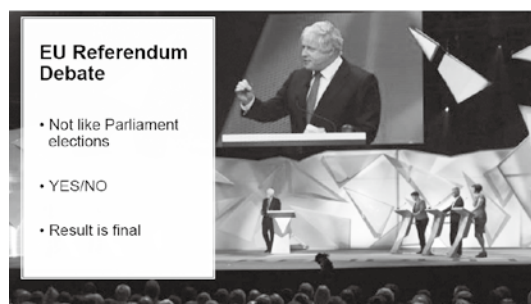 EU Referendum
Debate
• Not like Parliament
elections
• YES/NO
• Result is final